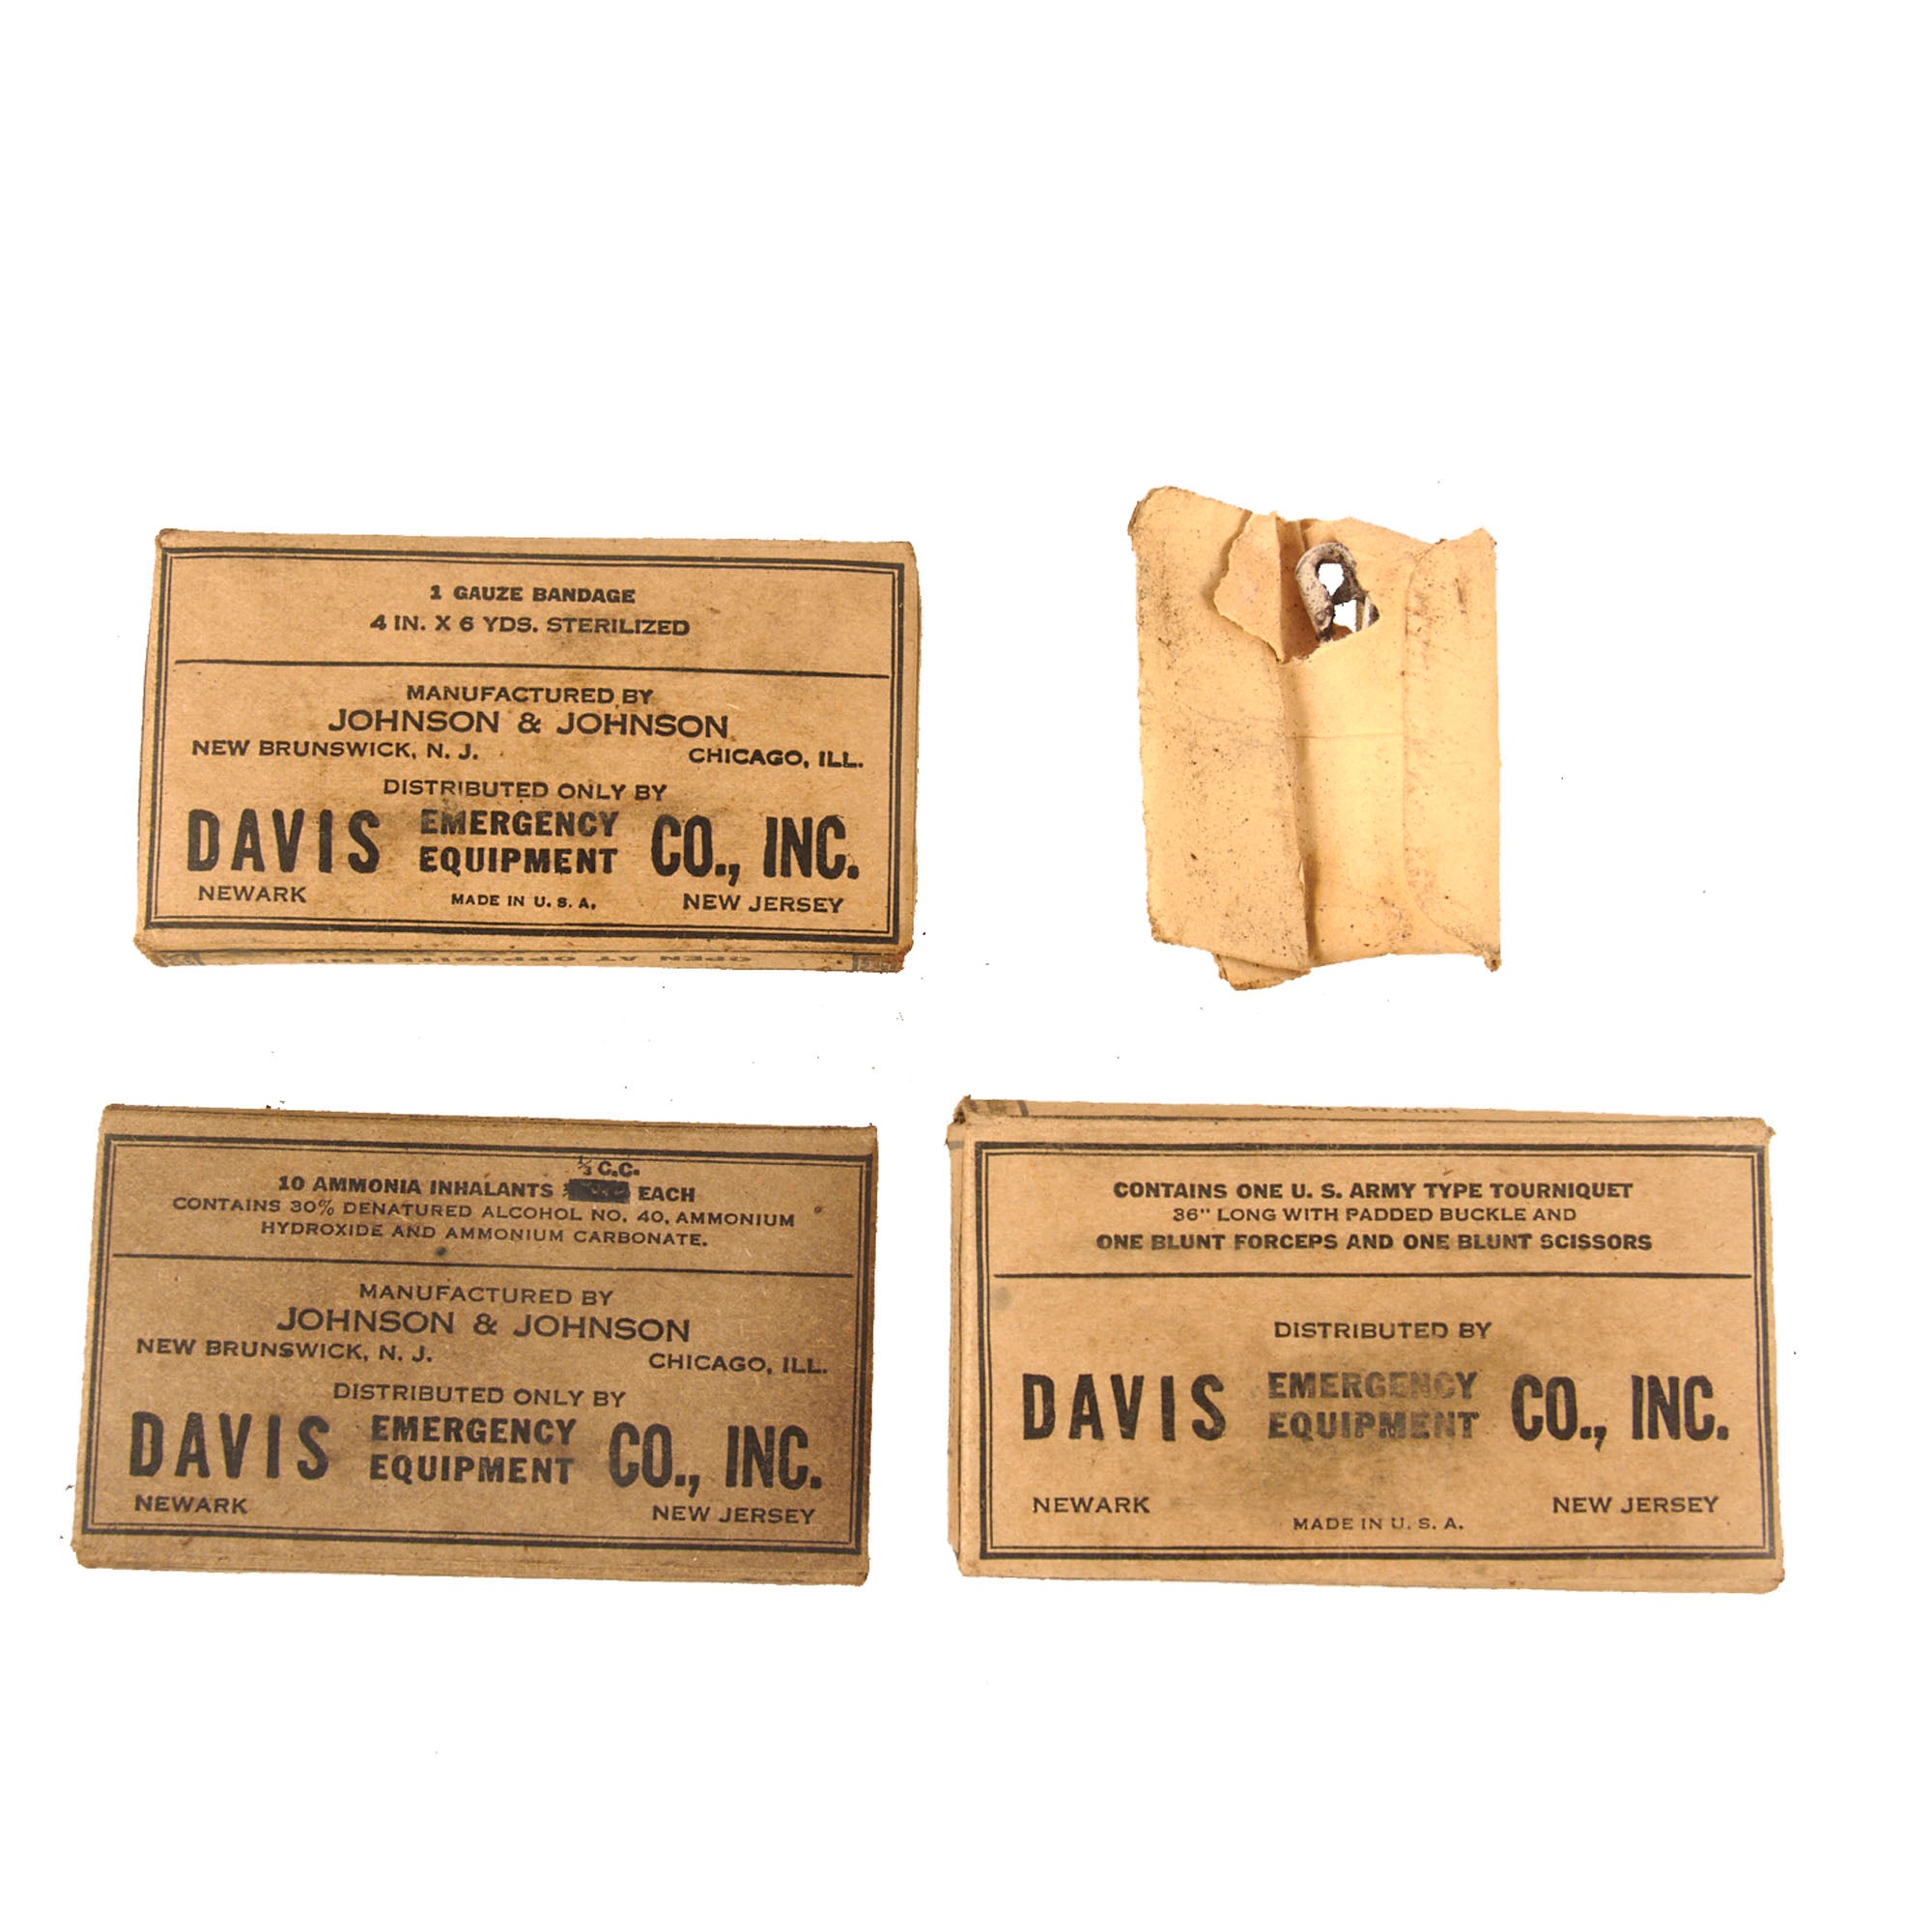 1 GAUZE BANDAGE
4 IN. X 6 YDS. STERILIZED
MANUFACTURED BY
JOHNSON & JOHNSON
NEW BRUNSWICK, N. J. CHICAGO, ILL.
DISTRIBUTED ONLY BY
DAVIS EMERGENCY EQUIPMENT CO., INC.
NEWARK MADE IN U. S. A. NEW JERSEY
OPEN AT OPPOSITE END
1/3 C.C.
10 AMMONIA INHALANTS EACH
CONTAINS 30% DENATURED ALCOHOL NO. 40, AMMONIUM
HYDROXIDE AND AMMONIUM CARBONATE.
MANUFACTURED BY
JOHNSON & JOHNSON
NEW BRUNSWICK, N. J. CHICAGO, ILL.
DISTRIBUTED ONLY BY
DAVIS EMERGENCY EQUIPMENT CO., INC.
NEWARK NEW JERSEY
CONTAINS ONE U. S. ARMY TYPE TOURNIQUET
36" LONG WITH PADDED BUCKLE AND
ONE BLUNT FORCEPS AND ONE BLUNT SCISSORS
DISTRIBUTED BY
DAVIS EMERGENCY EQUIPMENT CO., INC.
NEWARK NEW JERSEY
MADE IN U. S. A.